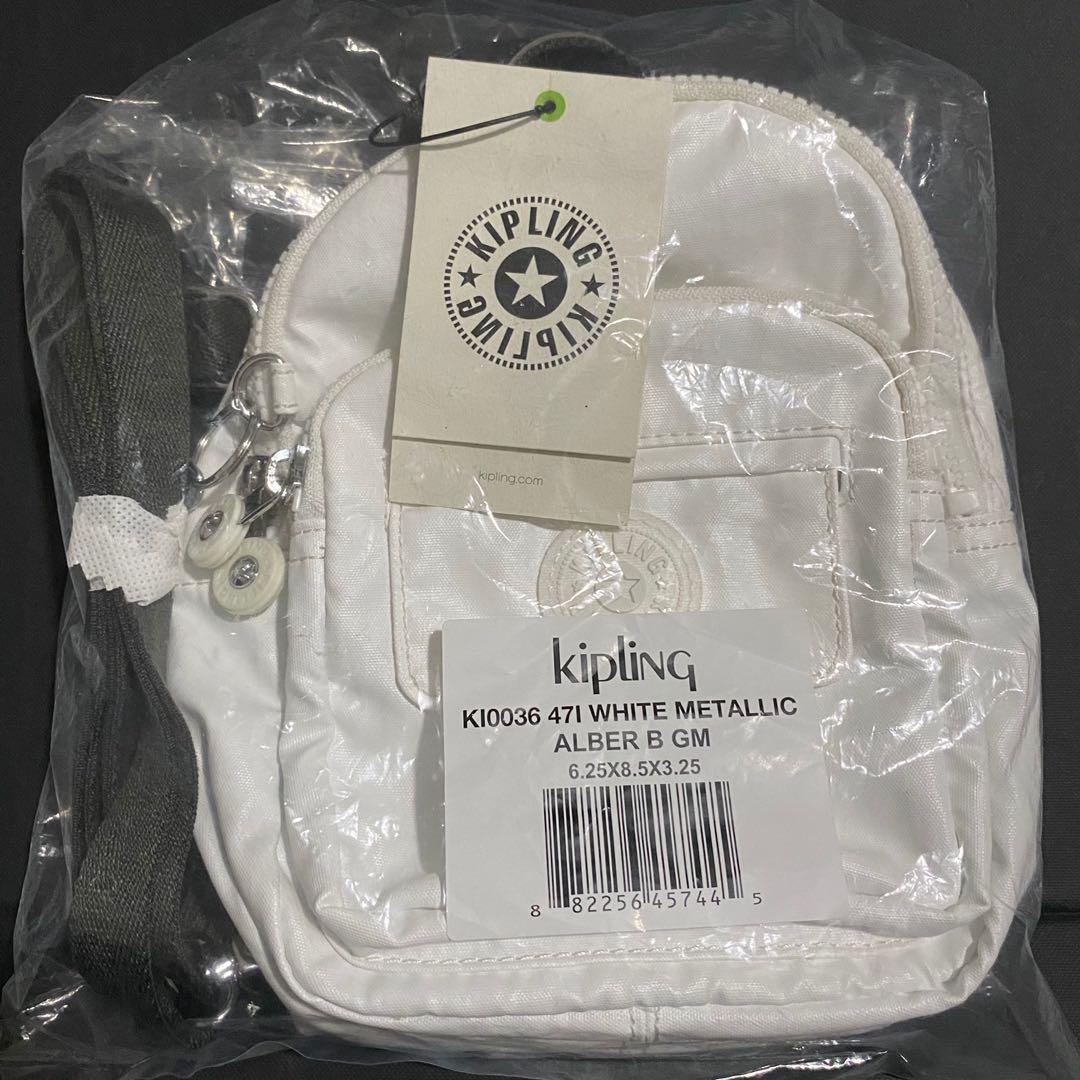 KIPLING
KIPLING
kipling.com
KIPLING
kipling
KI0036 47I WHITE METALLIC
ALBER B GM
6.25X8.5X3.25
8 82256 45744 5